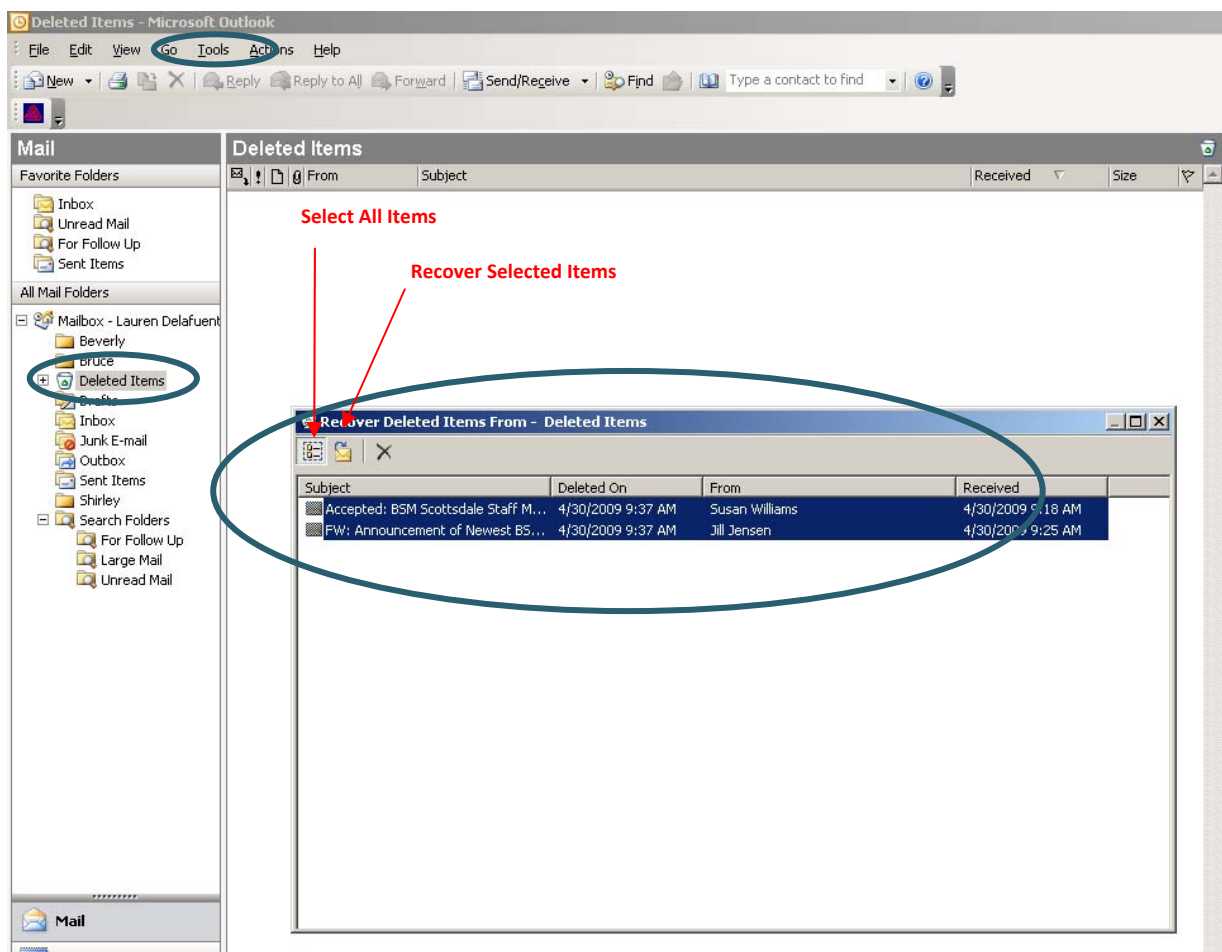 Deleted Items - Microsoft Outlook
File Edit View Go Tools Actions Help
New Reply Reply to All Forward Send/Receive Find Type a contact to find
Mail
Deleted Items
Favorite Folders
From Subject Received Size
Inbox
Unread Mail
For Follow Up
Sent Items
Select All Items
Recover Selected Items
All Mail Folders
Mailbox - Lauren Delafuent
Beverly
Bruce
Deleted Items
Drafts
Inbox
Junk E-mail
Outbox
Sent Items
Shirley
Search Folders
For Follow Up
Large Mail
Unread Mail
Recover Deleted Items From - Deleted Items
Subject Deleted On From Received
Accepted: BSM Scottsdale Staff M... 4/30/2009 9:37 AM Susan Williams 4/30/2009 9:18 AM
FW: Announcement of Newest BS... 4/30/2009 9:37 AM Jill Jensen 4/30/2009 9:25 AM
Mail